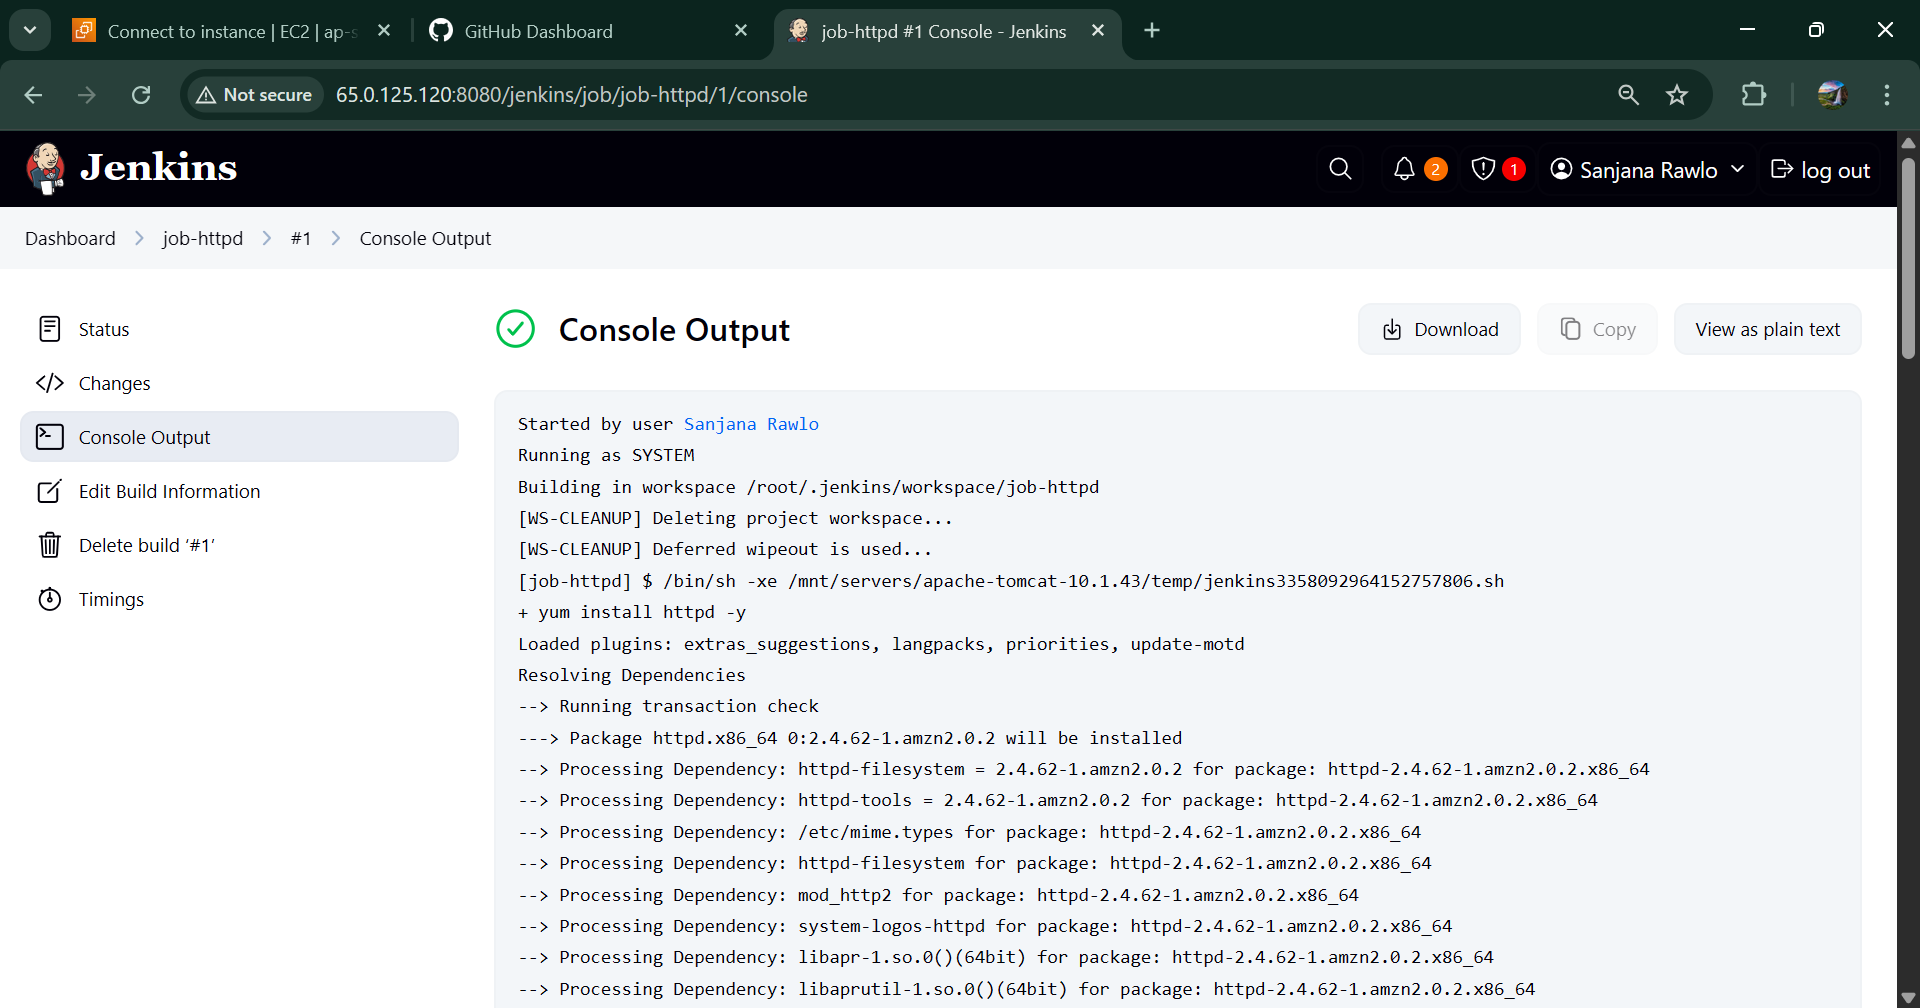 Connect to instance | EC2 | ap-s
GitHub Dashboard
job-httpd #1 Console - Jenkins
Not secure
65.0.125.120:8080/jenkins/job/job-httpd/1/console
Jenkins
2
1
Sanjana Rawlo
log out
Dashboard
job-httpd
#1
Console Output
Status
Changes
Console Output
Edit Build Information
Delete build ‘#1’
Timings
Console Output
Download
Copy
View as plain text
Started by user Sanjana Rawlo
Running as SYSTEM
Building in workspace /root/.jenkins/workspace/job-httpd
[WS-CLEANUP] Deleting project workspace...
[WS-CLEANUP] Deferred wipeout is used...
[job-httpd] $ /bin/sh -xe /mnt/servers/apache-tomcat-10.1.43/temp/jenkins3358092964152757806.sh
+ yum install httpd -y
Loaded plugins: extras_suggestions, langpacks, priorities, update-motd
Resolving Dependencies
--> Running transaction check
---> Package httpd.x86_64 0:2.4.62-1.amzn2.0.2 will be installed
--> Processing Dependency: httpd-filesystem = 2.4.62-1.amzn2.0.2 for package: httpd-2.4.62-1.amzn2.0.2.x86_64
--> Processing Dependency: httpd-tools = 2.4.62-1.amzn2.0.2 for package: httpd-2.4.62-1.amzn2.0.2.x86_64
--> Processing Dependency: /etc/mime.types for package: httpd-2.4.62-1.amzn2.0.2.x86_64
--> Processing Dependency: httpd-filesystem for package: httpd-2.4.62-1.amzn2.0.2.x86_64
--> Processing Dependency: mod_http2 for package: httpd-2.4.62-1.amzn2.0.2.x86_64
--> Processing Dependency: system-logos-httpd for package: httpd-2.4.62-1.amzn2.0.2.x86_64
--> Processing Dependency: libapr-1.so.0()(64bit) for package: httpd-2.4.62-1.amzn2.0.2.x86_64
--> Processing Dependency: libaprutil-1.so.0()(64bit) for package: httpd-2.4.62-1.amzn2.0.2.x86_64